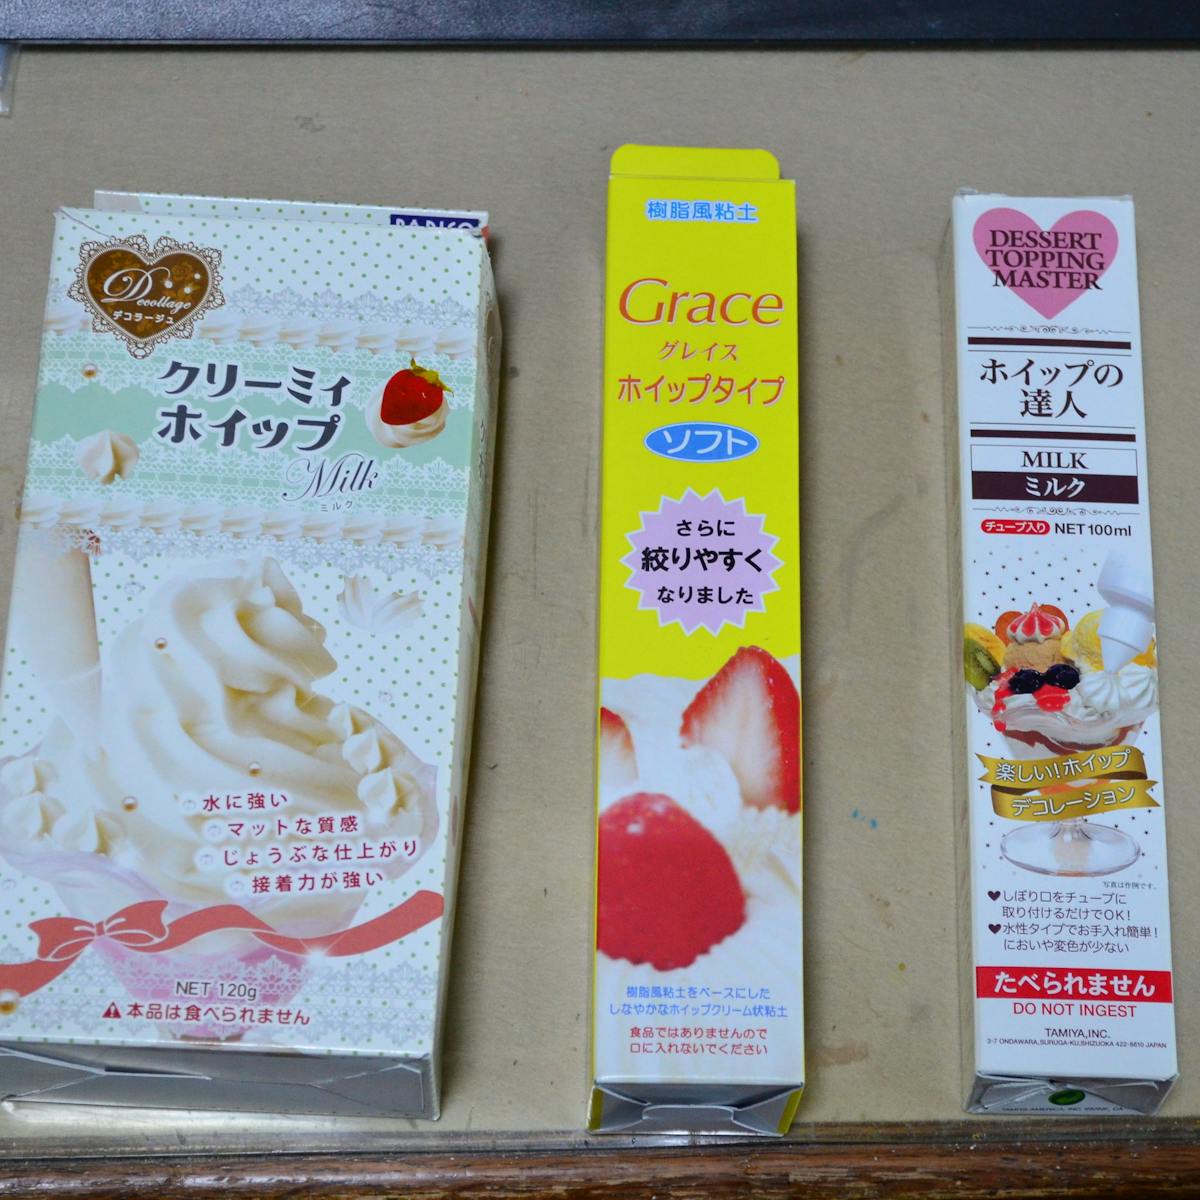 PADICO
Decollage
デコラージュ
クリーミィ
ホイップ
Milk
ミルク
水に強い
マットな質感
じょうぶな仕上がり
接着力が強い
NET 120g
本品は食べられません
樹脂風粘土
Grace
グレイス
ホイップタイプ
ソフト
さらに
絞りやすく
なりました
樹脂風粘土をベースにした
しなやかなホイップクリーム状粘土
食品ではありませんので
口に入れないでください
DESSERT
TOPPING
MASTER
ホイップの
達人
MILK
ミルク
チューブ入り NET 100ml
楽しい!ホイップ
デコレーション
写真は作例です。
しぼり口をチューブに
取り付けるだけでOK!
水性タイプでお手入れ簡単!
においや変色が少ない
たべられません
DO NOT INGEST
TAMIYA,INC.
3-7 ONDAWARA,SURUGA-KU,SHIZUOKA 422-8610 JAPAN